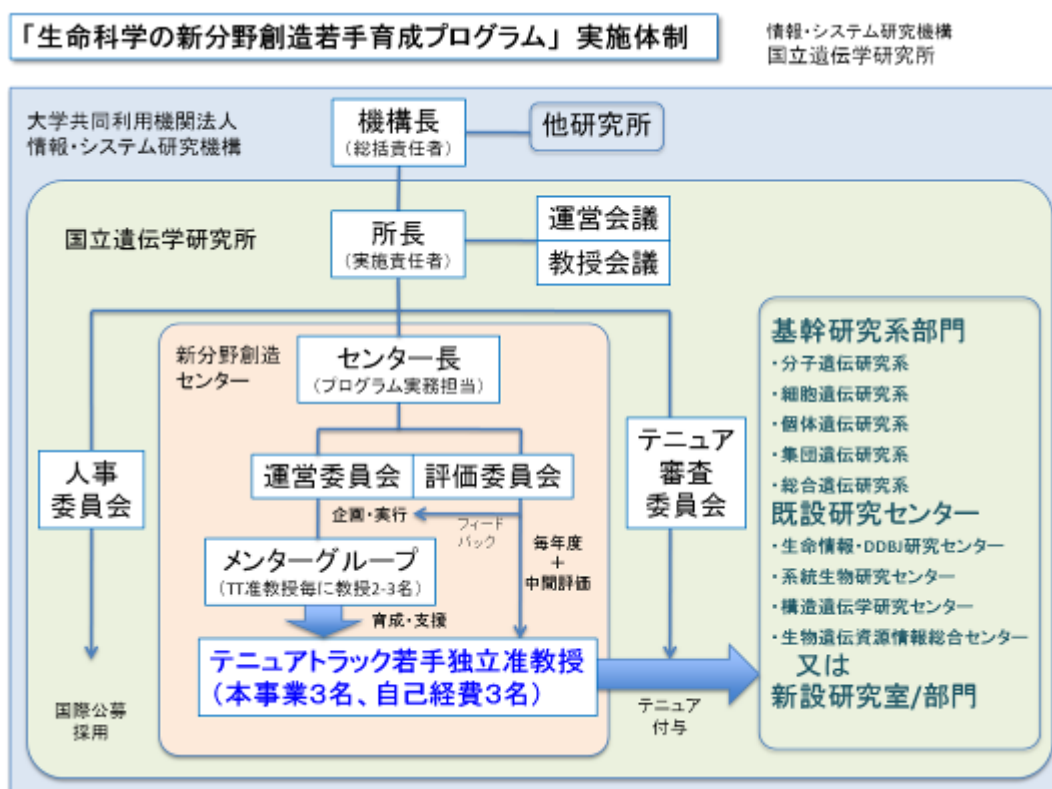 「生命科学の新分野創造若手育成プログラム」 実施体制
情報・システム研究機構
国立遺伝学研究所
大学共同利用機関法人
情報・システム研究機構
機構長
(総括責任者)
他研究所
国立遺伝学研究所
所長
(実施責任者)
運営会議
教授会議
新分野創造
センター
センター長
(プログラム実務担当)
人事
委員会
運営委員会
評価委員会
テニュア
審査
委員会
企画・実行
フィード
バック
毎年度
+
中間評価
メンターグループ
(TT准教授毎に教授2-3名)
育成・支援
テニュアトラック若手独立准教授
(本事業3名、自己経費3名)
国際公募
採用
テニュア
付与
基幹研究系部門
・分子遺伝研究系
・細胞遺伝研究系
・個体遺伝研究系
・集団遺伝研究系
・総合遺伝研究系
既設研究センター
・生命情報・DDBJ研究センター
・系統生物研究センター
・構造遺伝学研究センター
・生物遺伝資源情報総合センター
又は
新設研究室/部門